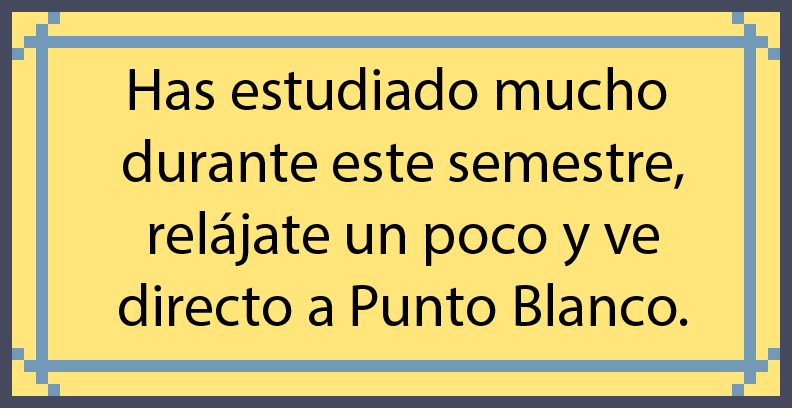 Has estudiado mucho
durante este semestre,
relájate un poco y ve
directo a Punto Blanco.